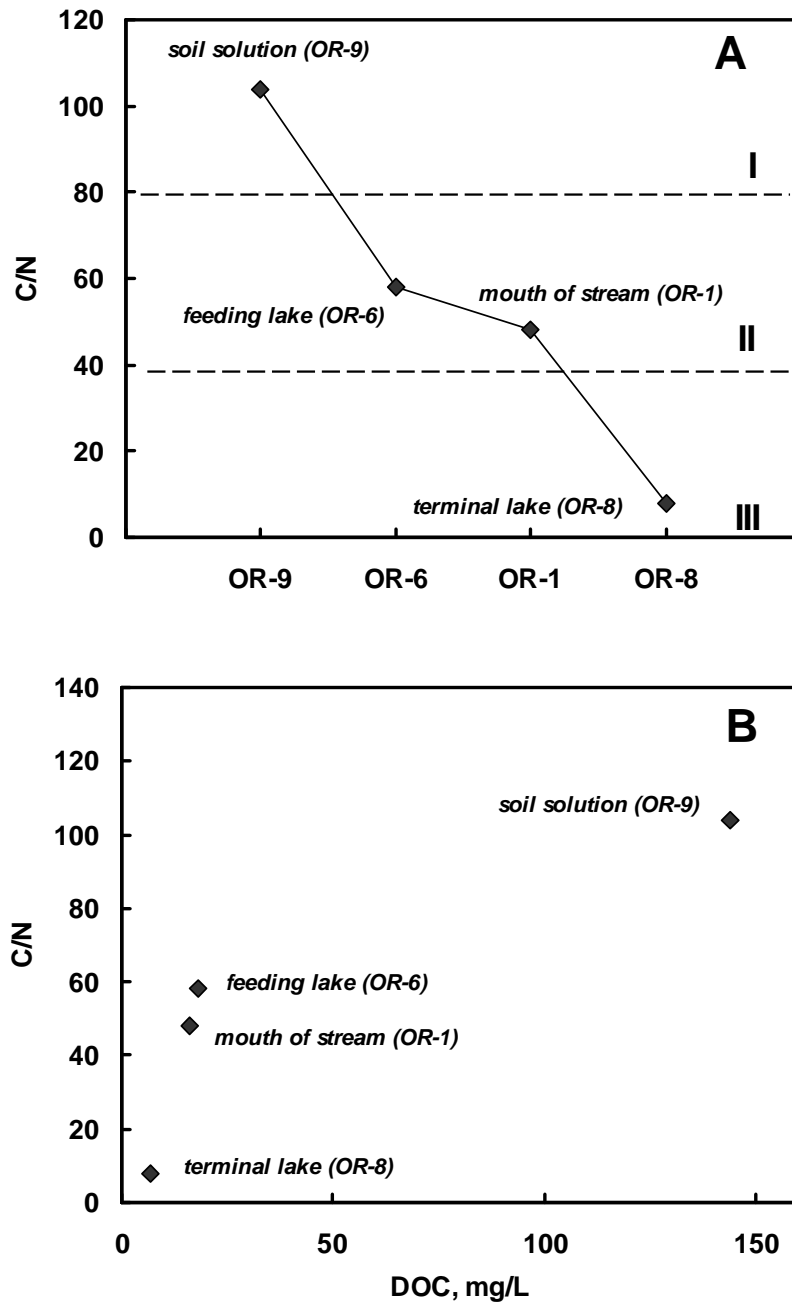 120
soil solution (OR-9)
A
100
I
80
C/N
60
mouth of stream (OR-1)
feeding lake (OR-6)
II
40
20
terminal lake (OR-8)
III
0
OR-9 OR-6 OR-1 OR-8
140
B
120
soil solution (OR-9)
100
80
C/N
60
feeding lake (OR-6)
mouth of stream (OR-1)
40
20
terminal lake (OR-8)
0
0 50 100 150
DOC, mg/L